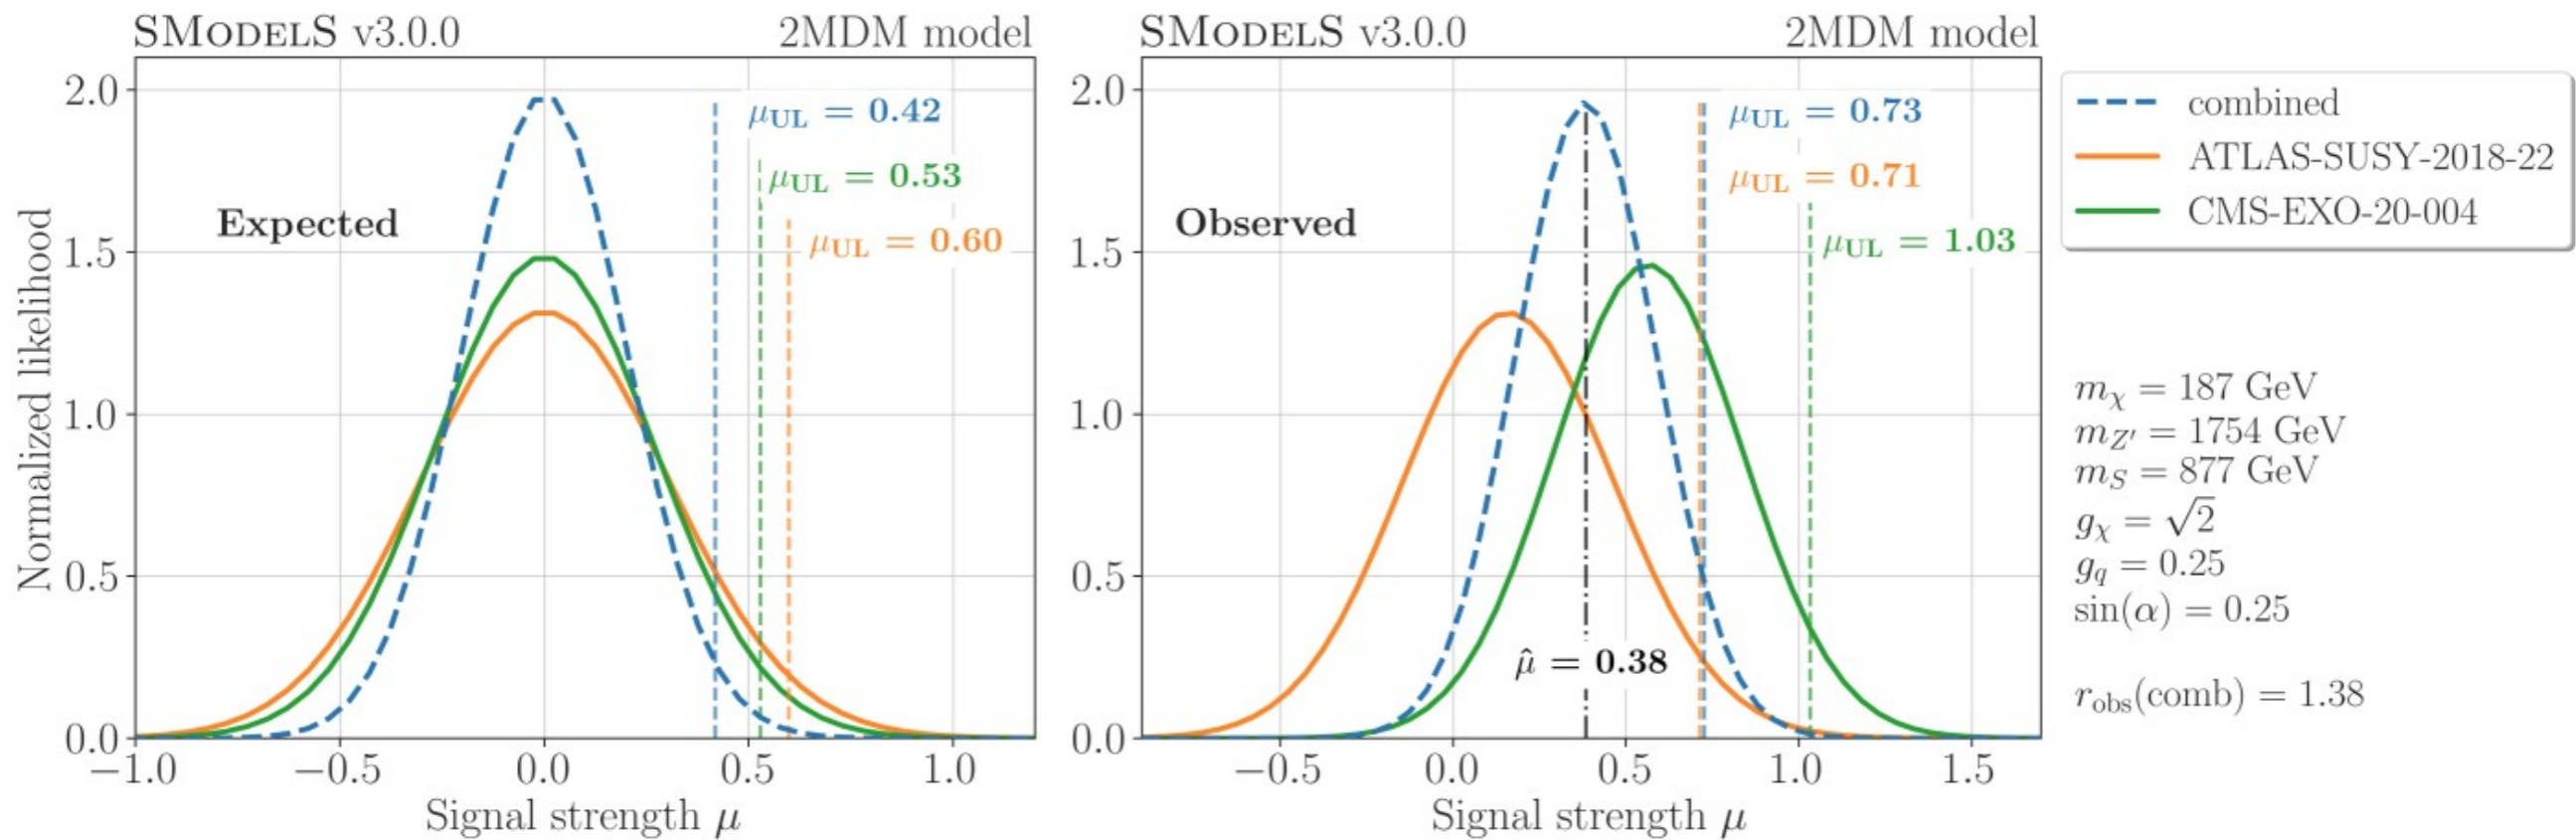 SMODELS v3.0.0
2MDM model
2.0
1.5
1.0
0.5
0.0
Normalized likelihood
Expected
μUL = 0.42
μUL = 0.53
μUL = 0.60
−1.0 −0.5 0.0 0.5 1.0
Signal strength μ
SMODELS v3.0.0
2MDM model
2.0
1.5
1.0
0.5
0.0
Observed
μUL = 0.73
μUL = 0.71
μUL = 1.03
μ̂ = 0.38
−0.5 0.0 0.5 1.0 1.5
Signal strength μ
combined
ATLAS-SUSY-2018-22
CMS-EXO-20-004
mχ = 187 GeV
mZ′ = 1754 GeV
mS = 877 GeV
gχ = √2
gq = 0.25
sin(α) = 0.25
robs(comb) = 1.38